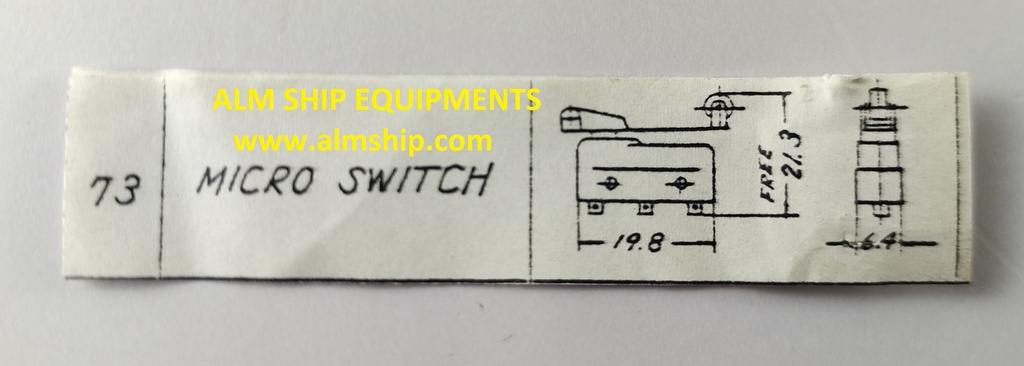 ALM SHIP EQUIPMENTS
www.almship.com
73
MICRO SWITCH
FREE
21.3
19.8
6.4